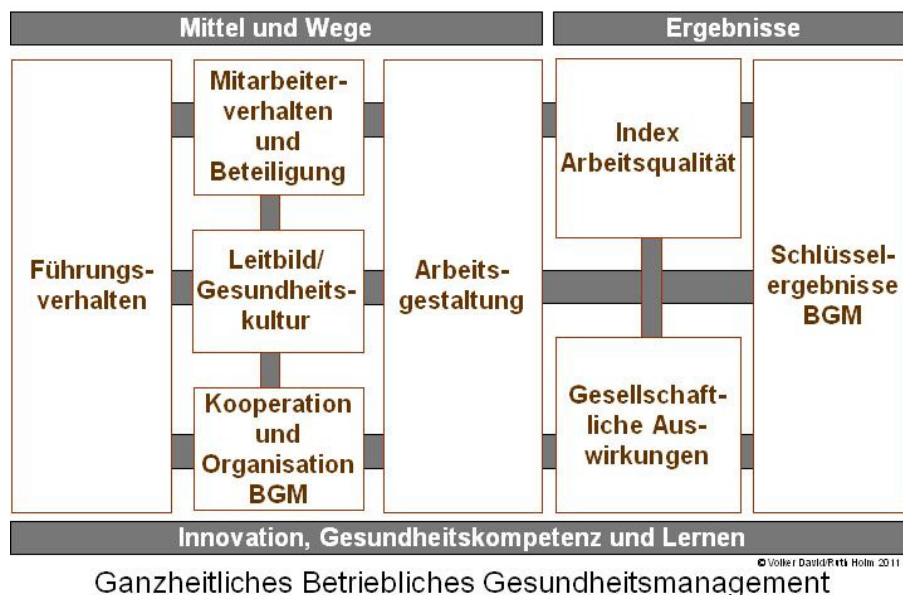 Mittel und Wege
Ergebnisse
Führungs-
verhalten
Mitarbeiter-
verhalten
und
Beteiligung
Leitbild/
Gesundheits-
kultur
Kooperation
und
Organisation
BGM
Arbeits-
gestaltung
Index
Arbeitsqualität
Gesellschaft-
liche Aus-
wirkungen
Schlüssel-
ergebnisse
BGM
Innovation, Gesundheitskompetenz und Lernen
© Volker David/Ruth Holm 2011
Ganzheitliches Betriebliches Gesundheitsmanagement